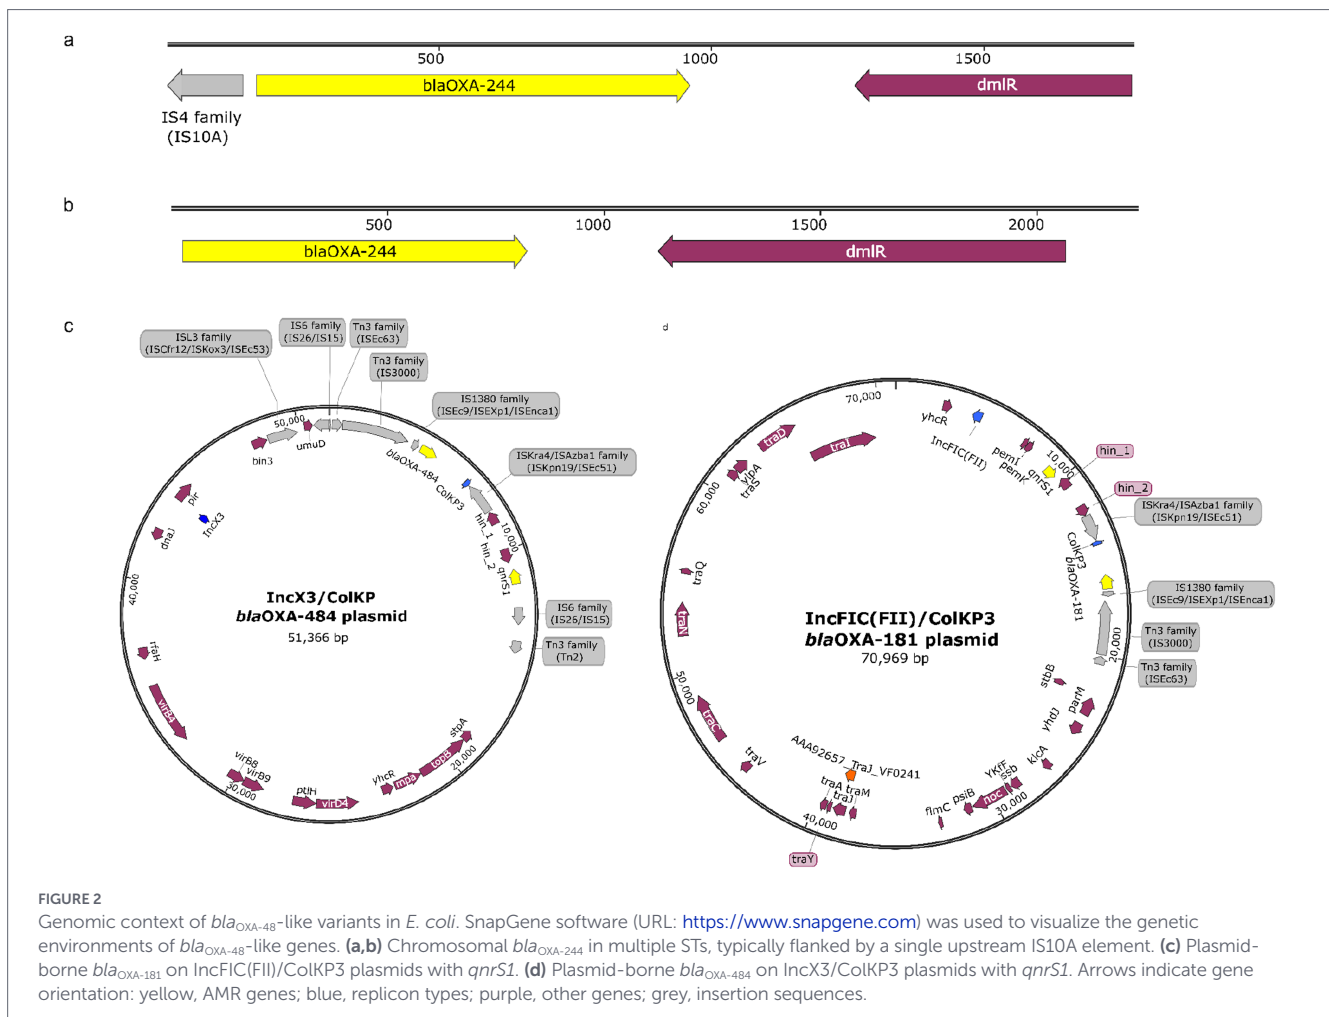 a
500
1000
1500
blaOXA-244
dmlR
IS4 family
(IS10A)
b
500
1000
1500
2000
blaOXA-244
dmlR
c
ISL3 family
(ISCfr12/ISKox3/ISEc53)
IS6 family
(IS26/IS15)
Tn3 family
(ISEc63)
Tn3 family
(IS3000)
IS1380 family
(ISEc9/ISEXp1/ISEnca1)
ISKra4/ISAzba1 family
(ISKpn19/ISEc51)
50,000
umuD
bin3
blaOXA-484
ColKP3
pir
IncX3
dnaJ
hin_1
10,000
hin_2
qnrS1
40,000
IncX3/ColKP
blaOXA-484 plasmid
51,366 bp
IS6 family
(IS26/IS15)
Tn3 family
(Tn2)
rfaH
virB4
virB8
virB9
30,000
ptlH
virD4
yhcR
mpa
topB
stpA
20,000
d
70,000
yhcR
IncFIC(FII)
pemI
pemK
10,000
qnrS1
hin_1
hin_2
ISKra4/ISAzba1 family
(ISKpn19/ISEc51)
ColKP3
blaOXA-181
IS1380 family
(ISEc9/ISEXp1/ISEnca1)
Tn3 family
(IS3000)
20,000
Tn3 family
(ISEc63)
traD
traI
ylpA
traS
60,000
traQ
traN
IncFIC(FII)/ColKP3
blaOXA-181 plasmid
70,969 bp
50,000
traC
traV
stbB
parM
yhdJ
klcA
AAA92657_TraJ_VF0241
traA
traM
traJ
40,000
traY
YKfF
ssb
noc
psiB
flmC
30,000
FIGURE 2
Genomic context of blaOXA-48-like variants in E. coli. SnapGene software (URL: https://www.snapgene.com) was used to visualize the genetic
environments of blaOXA-48-like genes. (a,b) Chromosomal blaOXA-244 in multiple STs, typically flanked by a single upstream IS10A element. (c) Plasmid-
borne blaOXA-181 on IncFIC(FII)/ColKP3 plasmids with qnrS1. (d) Plasmid-borne blaOXA-484 on IncX3/ColKP3 plasmids with qnrS1. Arrows indicate gene
orientation: yellow, AMR genes; blue, replicon types; purple, other genes; grey, insertion sequences.